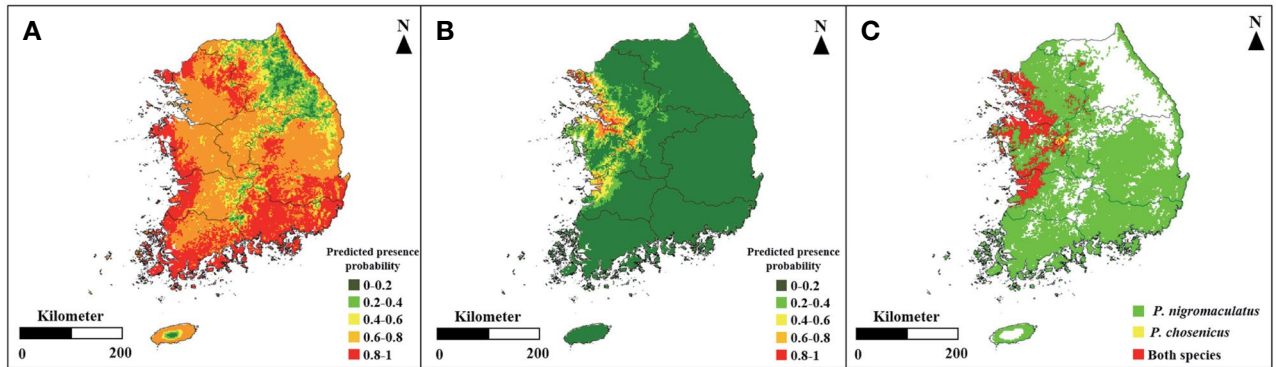 A
N
Predicted presence
probability
0–0.2
0.2–0.4
0.4–0.6
0.6–0.8
0.8–1
Kilometer
0 200
B
N
Predicted presence
probability
0–0.2
0.2–0.4
0.4–0.6
0.6–0.8
0.8–1
Kilometer
0 200
C
N
P. nigromaculatus
P. chosenicus
Both species
Kilometer
0 200